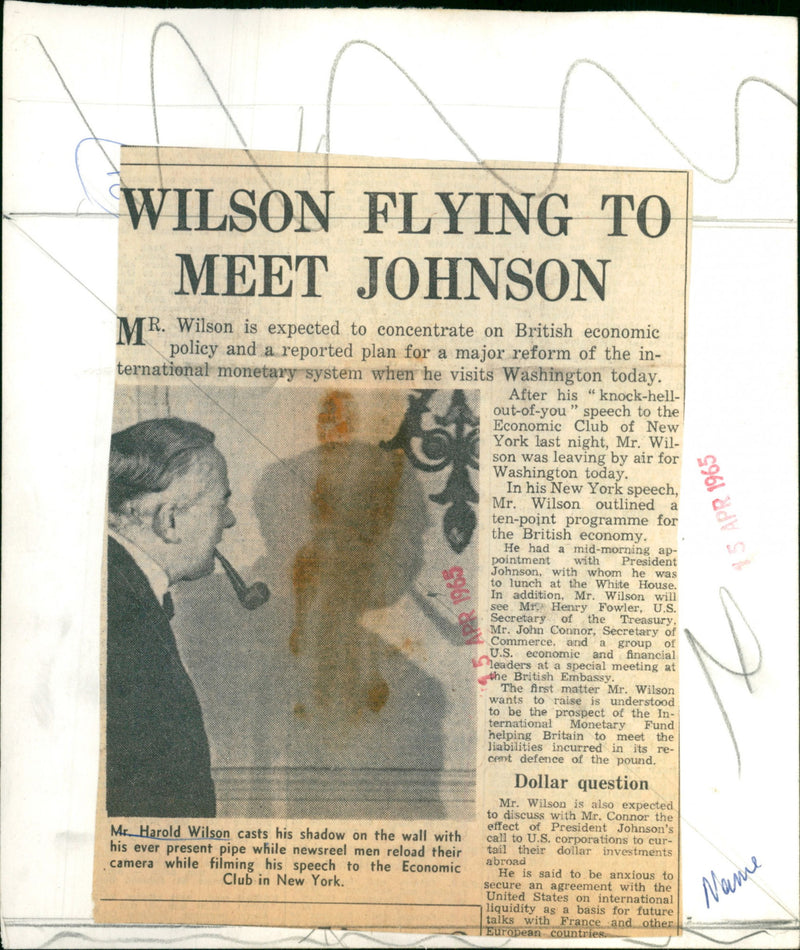 WILSON FLYING TO
MEET JOHNSON
MR. Wilson is expected to concentrate on British economic
policy and a reported plan for a major reform of the in-
ternational monetary system when he visits Washington today.
After his "knock-hell-
out-of-you" speech to the
Economic Club of New
York last night, Mr. Wil-
son was leaving by air for
Washington today.
In his New York speech,
Mr. Wilson outlined a
ten-point programme for
the British economy.
He had a mid-morning ap-
pointment with President
Johnson, with whom he was
to lunch at the White House.
In addition, Mr. Wilson will
see Mr. Henry Fowler, U.S.
Secretary of the Treasury,
Mr. John Connor, Secretary of
Commerce, and a group of
U.S. economic and financial
leaders at a special meeting at
the British Embassy.
The first matter Mr. Wilson
wants to raise is understood
to be the prospect of the In-
ternational Monetary Fund
helping Britain to meet the
liabilities incurred in its re-
cent defence of the pound.
Dollar question
Mr. Wilson is also expected
to discuss with Mr. Connor the
effect of President Johnson's
call to U.S. corporations to cur-
tail their dollar investments
abroad
He is said to be anxious to
secure an agreement with the
United States on international
liquidity as a basis for future
talks with France and other
European countries.
Mr. Harold Wilson casts his shadow on the wall with
his ever present pipe while newsreel men reload their
camera while filming his speech to the Economic
Club in New York.
15 APR 1965
15 APR 1965
Name